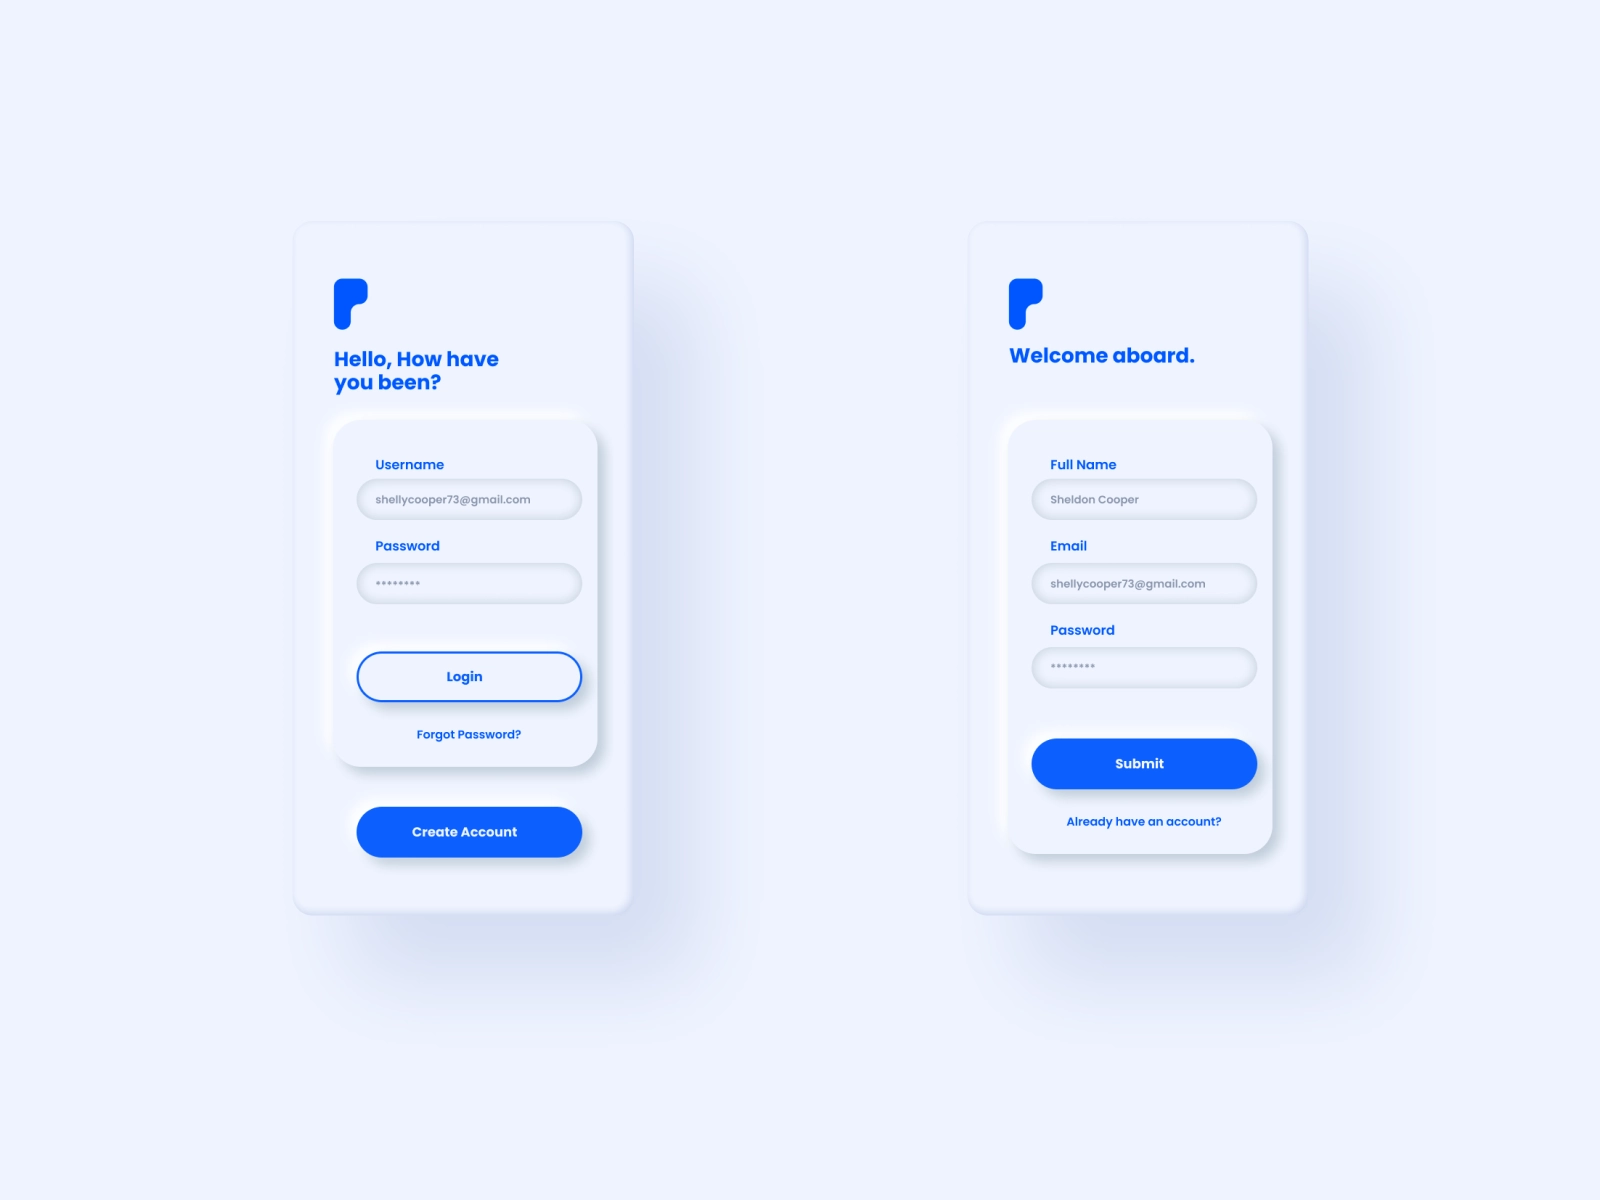 Hello, How have
you been?
Username
shellycooper73@gmail.com
Password
••••••••
Login
Forgot Password?
Create Account
Welcome aboard.
Full Name
Sheldon Cooper
Email
shellycooper73@gmail.com
Password
••••••••
Submit
Already have an account?